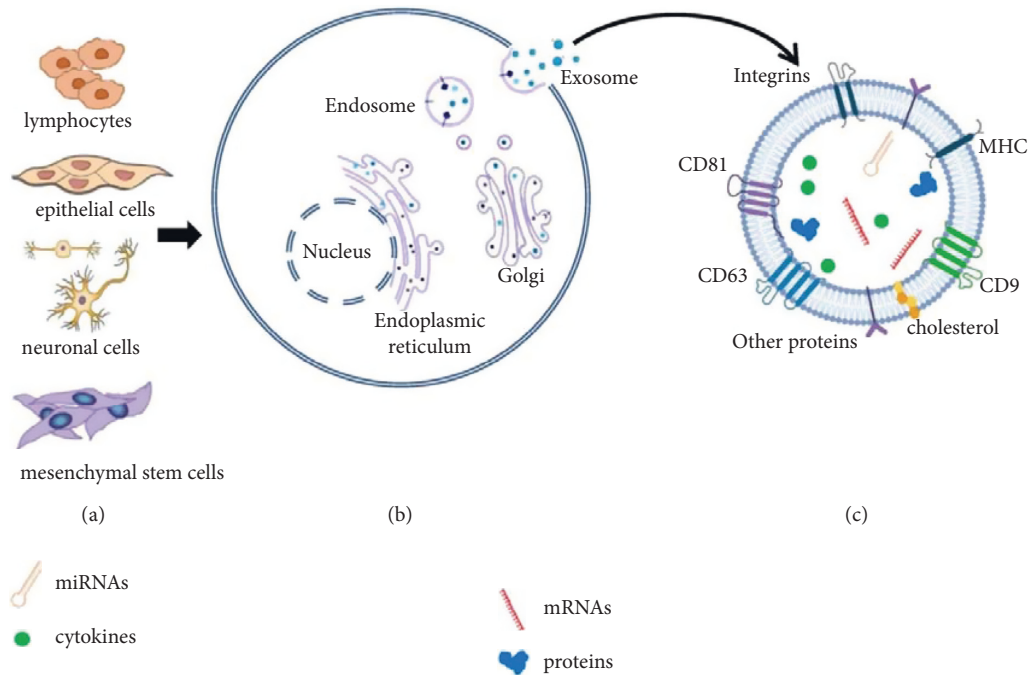 lymphocytes
epithelial cells
neuronal cells
mesenchymal stem cells
(a)
Exosome
Endosome
Nucleus
Golgi
Endoplasmic
reticulum
(b)
Integrins
MHC
CD81
CD63
CD9
cholesterol
Other proteins
(c)
miRNAs
cytokines
mRNAs
proteins